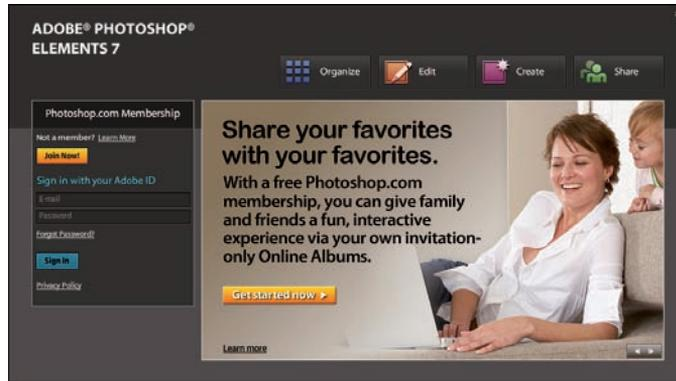 ADOBE® PHOTOSHOP®
ELEMENTS 7
Organize
Edit
Create
Share
Photoshop.com Membership
Not a member? Learn More
Join Now!
Sign in with your Adobe ID
E-mail
Password
Forgot Password?
Sign In
Privacy Policy
Share your favorites
with your favorites.
With a free Photoshop.com
membership, you can give family
and friends a fun, interactive
experience via your own invitation-
only Online Albums.
Get started now
Learn more